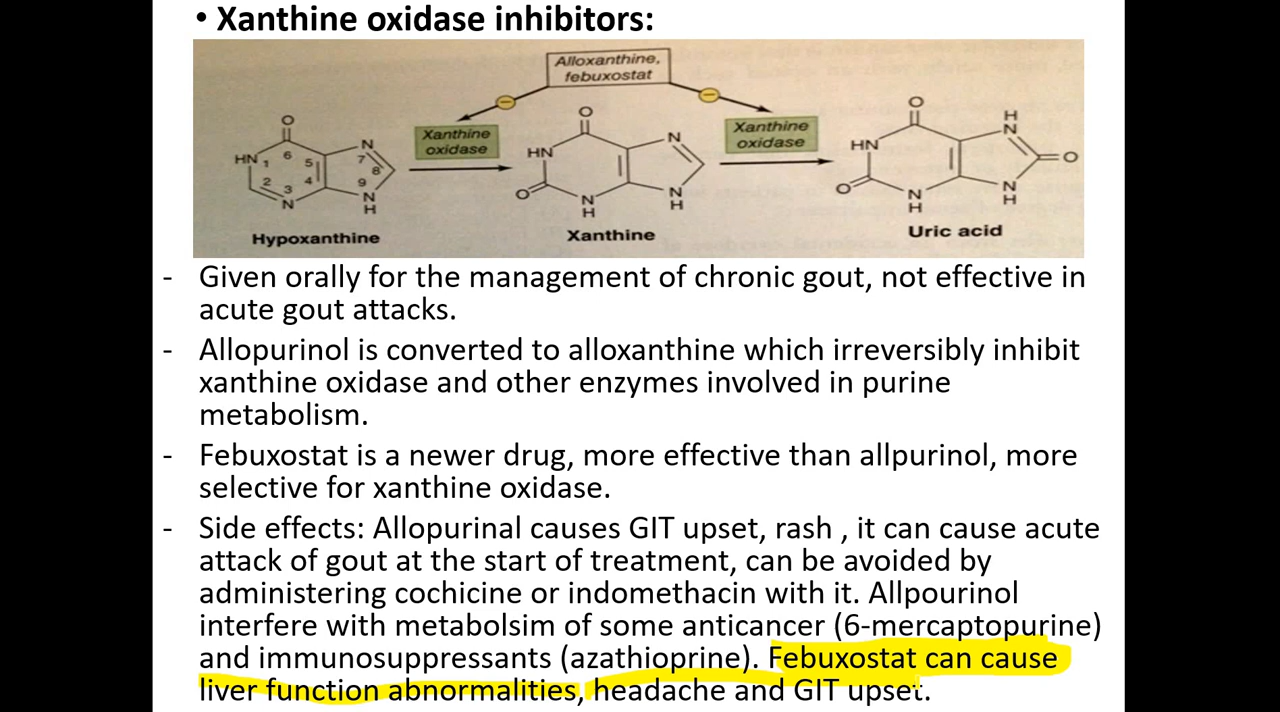 • Xanthine oxidase inhibitors:
Alloxanthine,
febuxostat
Xanthine
oxidase
Xanthine
oxidase
O
HN
1
6
5
N
7
8
2
3
4
9
N
N
H
O
HN
N
O
N
H
N
H
O
HN
H
N
O
O
N
H
N
H
Hypoxanthine
Xanthine
Uric acid
- Given orally for the management of chronic gout, not effective in
acute gout attacks.
- Allopurinol is converted to alloxanthine which irreversibly inhibit
xanthine oxidase and other enzymes involved in purine
metabolism.
- Febuxostat is a newer drug, more effective than allpurinol, more
selective for xanthine oxidase.
- Side effects: Allopurinal causes GIT upset, rash , it can cause acute
attack of gout at the start of treatment, can be avoided by
administering cochicine or indomethacin with it. Allpourinol
interfere with metabolsim of some anticancer (6-mercaptopurine)
and immunosuppressants (azathioprine). Febuxostat can cause
liver function abnormalities, headache and GIT upset.